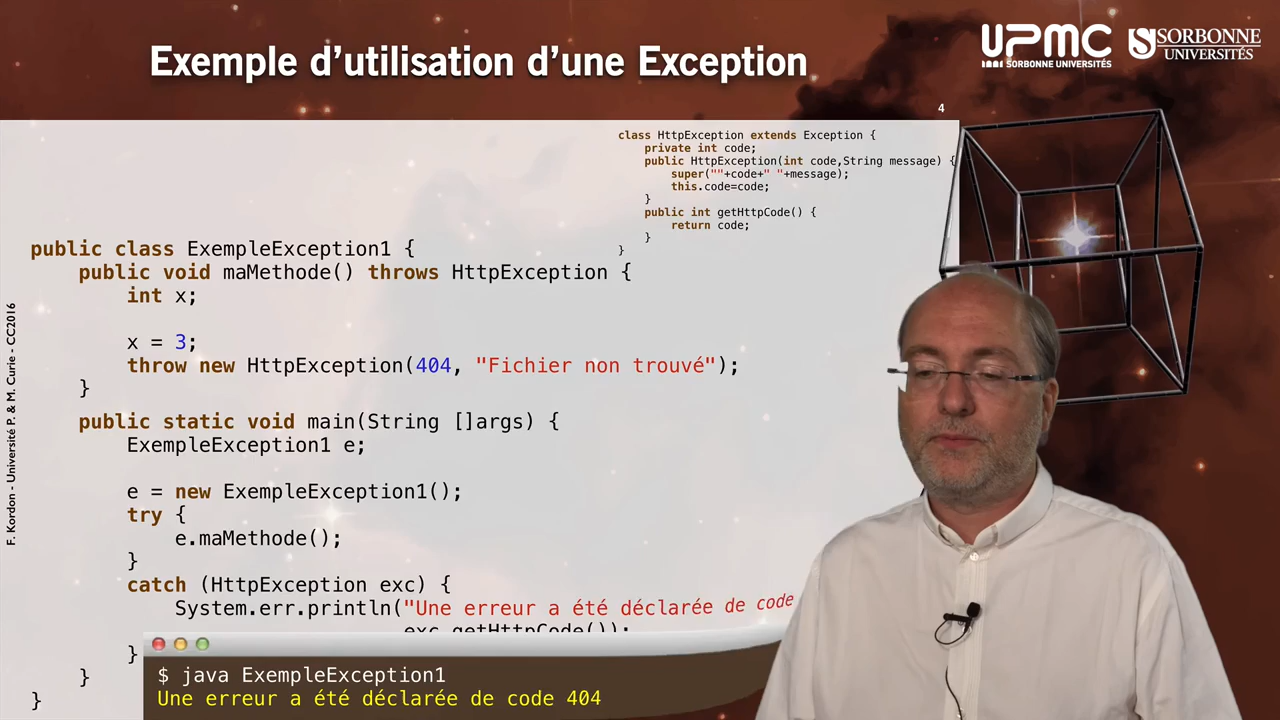 Exemple d'utilisation d'une Exception
UPMC
SORBONNE UNIVERSITÉS
SORBONNE
UNIVERSITÉS
4
class HttpException extends Exception {
    private int code;
    public HttpException(int code,String message) {
        super(""+code+" "+message);
        this.code=code;
    }
    public int getHttpCode() {
        return code;
    }
}
public class ExempleException1 {
    public void maMethode() throws HttpException {
        int x;
        x = 3;
        throw new HttpException(404, "Fichier non trouvé");
    }
    public static void main(String []args) {
        ExempleException1 e;
        e = new ExempleException1();
        try {
            e.maMethode();
        }
        catch (HttpException exc) {
            System.err.println("Une erreur a été déclarée de code
                               exc.getHttpCode());
        }
    }
}
$ java ExempleException1
Une erreur a été déclarée de code 404
F. Kordon - Université P. & M. Curie - CC2016